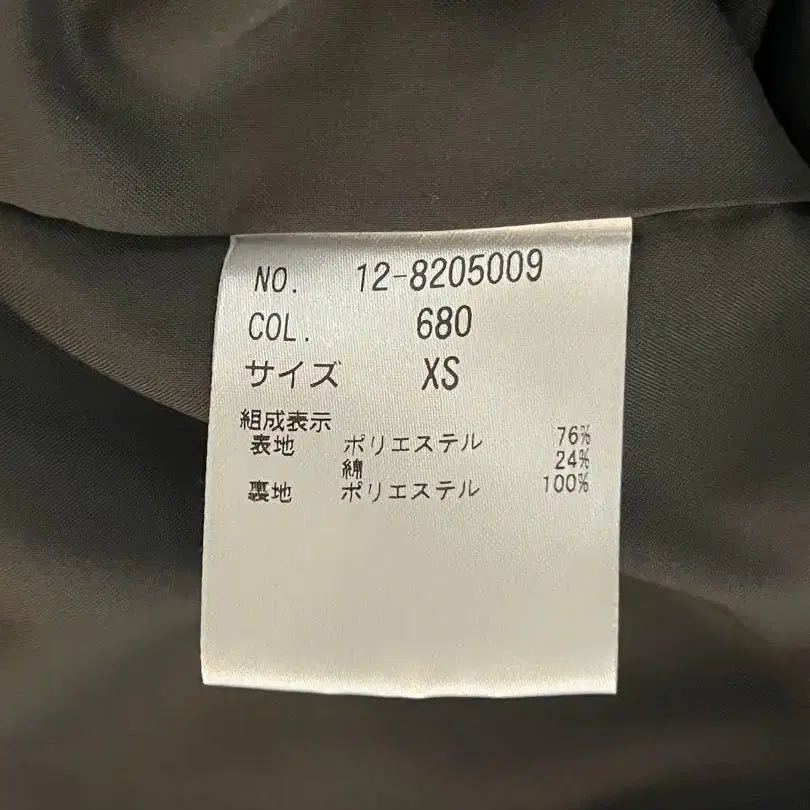 NO. 12-8205009
COL. 680
サイズ XS
組成表示
表地 ポリエステル 76%
綿 24%
裏地 ポリエステル 100%